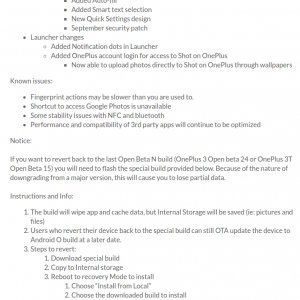 Added Auto-fill
Added Smart text selection
New Quick Settings design
September security patch
Launcher changes
Added Notification dots in Launcher
Added OnePlus account login for access to Shot on OnePlus
Now able to upload photos directly to Shot on OnePlus through wallpapers
Known issues:
Fingerprint actions may be slower than you are used to.
Shortcut to access Google Photos is unavailable
Some stability issues with NFC and bluetooth
Performance and compatibility of 3rd party apps will continue to be optimized
Notice:
If you want to revert back to the last Open Beta N build (OnePlus 3 Open beta 24 or OnePlus 3T
Open Beta 15) you will need to flash the special build provided below. Because of the nature of
downgrading from a major version, this will cause you to lose partial data.
Instructions and Info:
1. The build will wipe app and cache data, but Internal Storage will be saved (ie: pictures and
files)
2. Users who revert their device back to the special build can still OTA update the device to
Android O build at a later date.
3. Steps to revert:
1. Download special build
2. Copy to Internal storage
3. Reboot to recovery Mode to install
1. Choose "Install from Local"
2. Choose the downloaded build to install